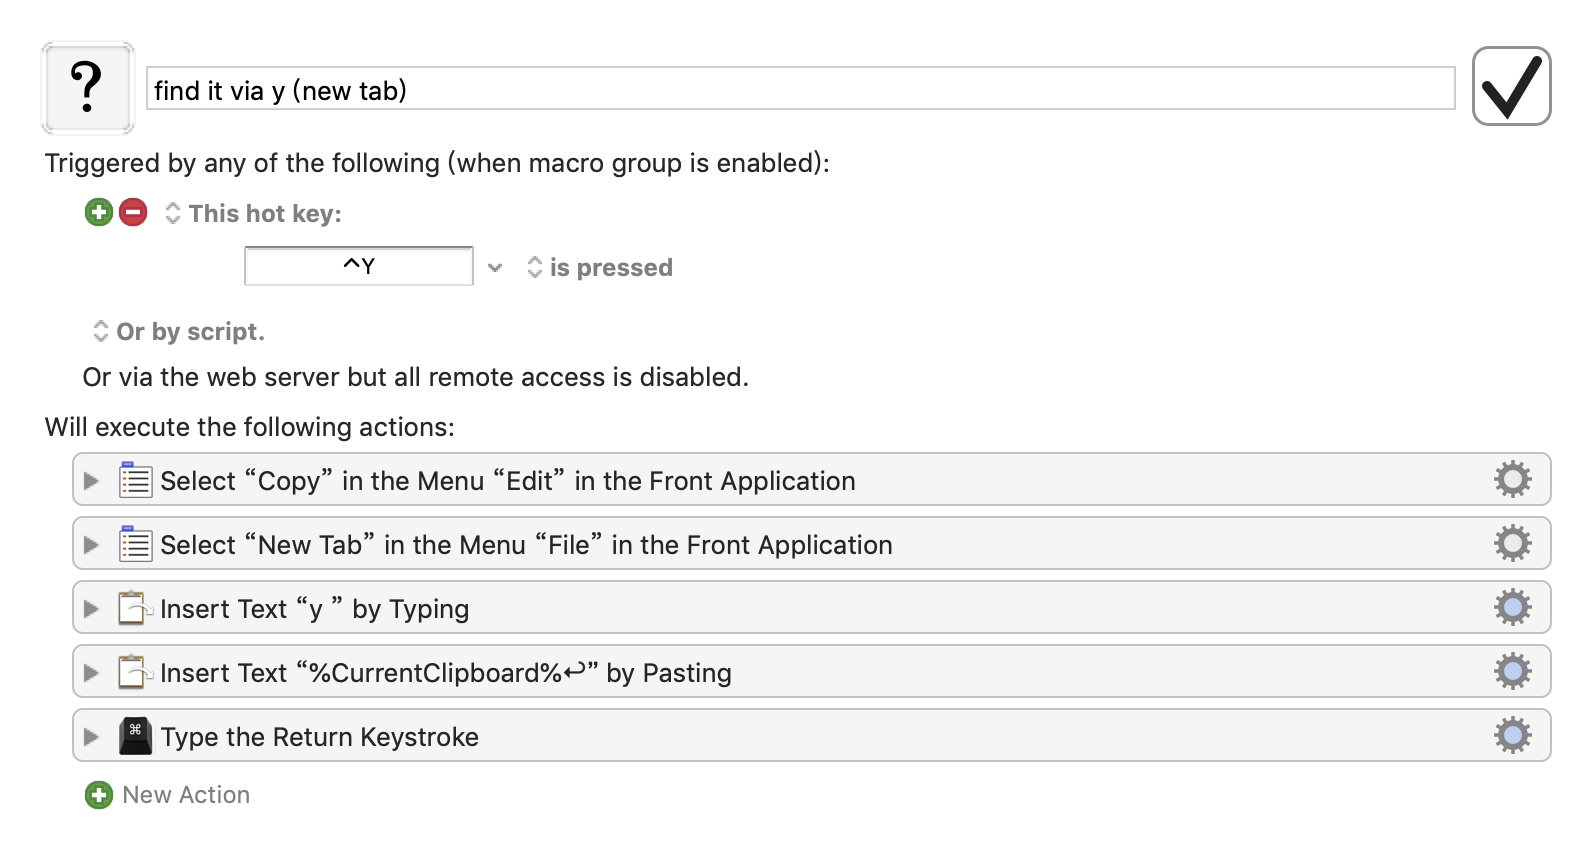 ?
find it via y (new tab)
Triggered by any of the following (when macro group is enabled):
This hot key:
^Y
is pressed
Or by script.
Or via the web server but all remote access is disabled.
Will execute the following actions:
Select “Copy” in the Menu “Edit” in the Front Application
Select “New Tab” in the Menu “File” in the Front Application
Insert Text “y ” by Typing
Insert Text “%CurrentClipboard%↩” by Pasting
⌘
Type the Return Keystroke
New Action